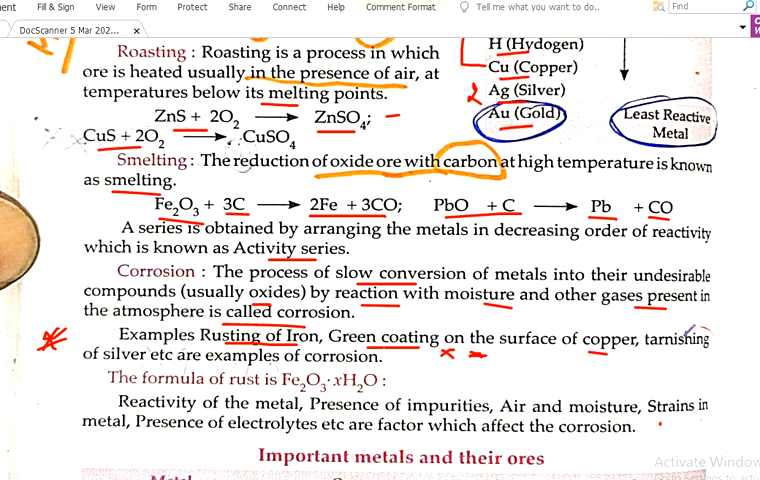 ent Fill & Sign View Form Protect Share Connect Help Comment Format Tell me what you want to do.. Find
DocScanner 5 Mar 202... ×
H (Hydogen)
Roasting : Roasting is a process in which
ore is heated usually in the presence of air, at
temperatures below its melting points.
ZnS + 2O₂ ⟶ ZnSO₄;
CuS + 2O₂ ⟶ CuSO₄
Cu (Copper)
Ag (Silver)
Au (Gold)
Least Reactive
Metal
Smelting : The reduction of oxide ore with carbon at high temperature is known
as smelting.
Fe₂O₃ + 3C ⟶ 2Fe + 3CO; PbO + C ⟶ Pb + CO
A series is obtained by arranging the metals in decreasing order of reactivity
which is known as Activity series.
Corrosion : The process of slow conversion of metals into their undesirable
compounds (usually oxides) by reaction with moisture and other gases present in
the atmosphere is called corrosion.
Examples Rusting of Iron, Green coating on the surface of copper, tarnishing
of silver etc are examples of corrosion.
The formula of rust is Fe₂O₃·xH₂O :
Reactivity of the metal, Presence of impurities, Air and moisture, Strains in
metal, Presence of electrolytes etc are factor which affect the corrosion.
Important metals and their ores
Activate Window